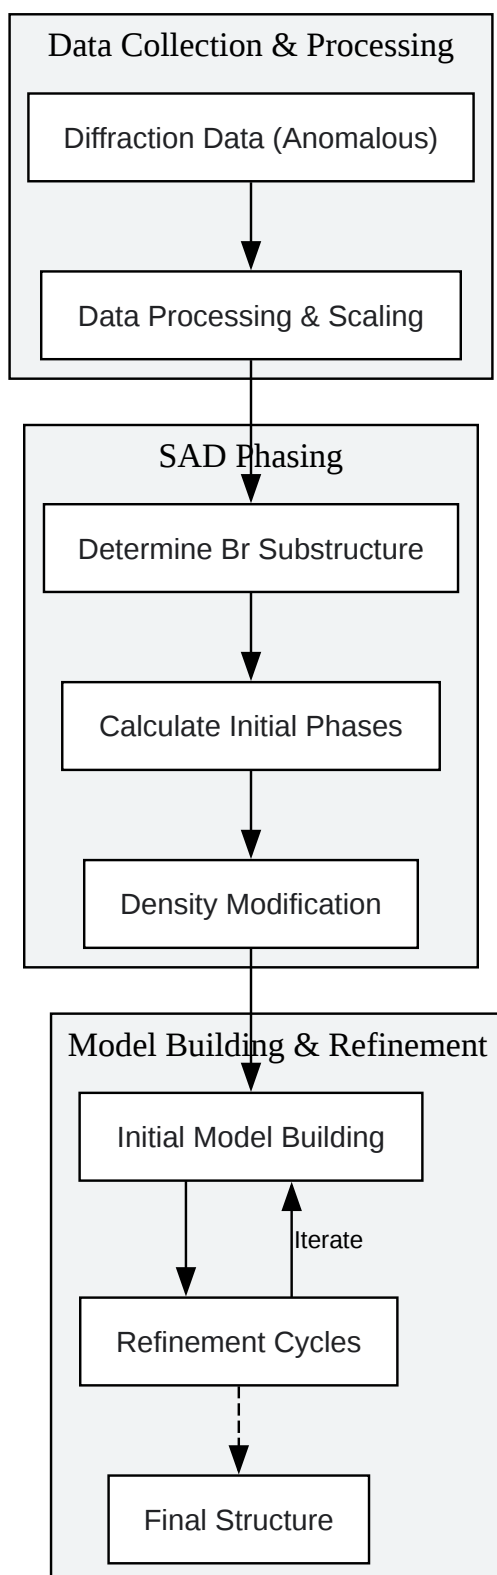 Data Collection & Processing
Diffraction Data (Anomalous)
Data Processing & Scaling
SAD Phasing
Determine Br Substructure
Calculate Initial Phases
Density Modification
Model Building & Refinement
Initial Model Building
Iterate
Refinement Cycles
Final Structure